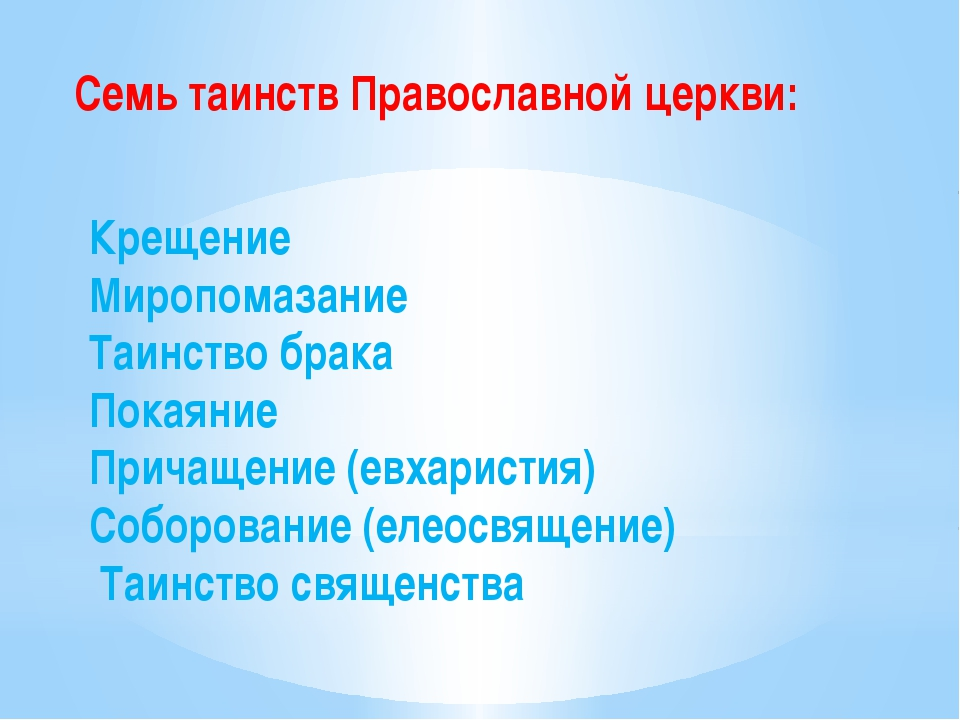 Семь таинств Православной церкви:
Крещение
Миропомазание
Таинство брака
Покаяние
Причащение (евхаристия)
Соборование (елеосвящение)
Таинство священства